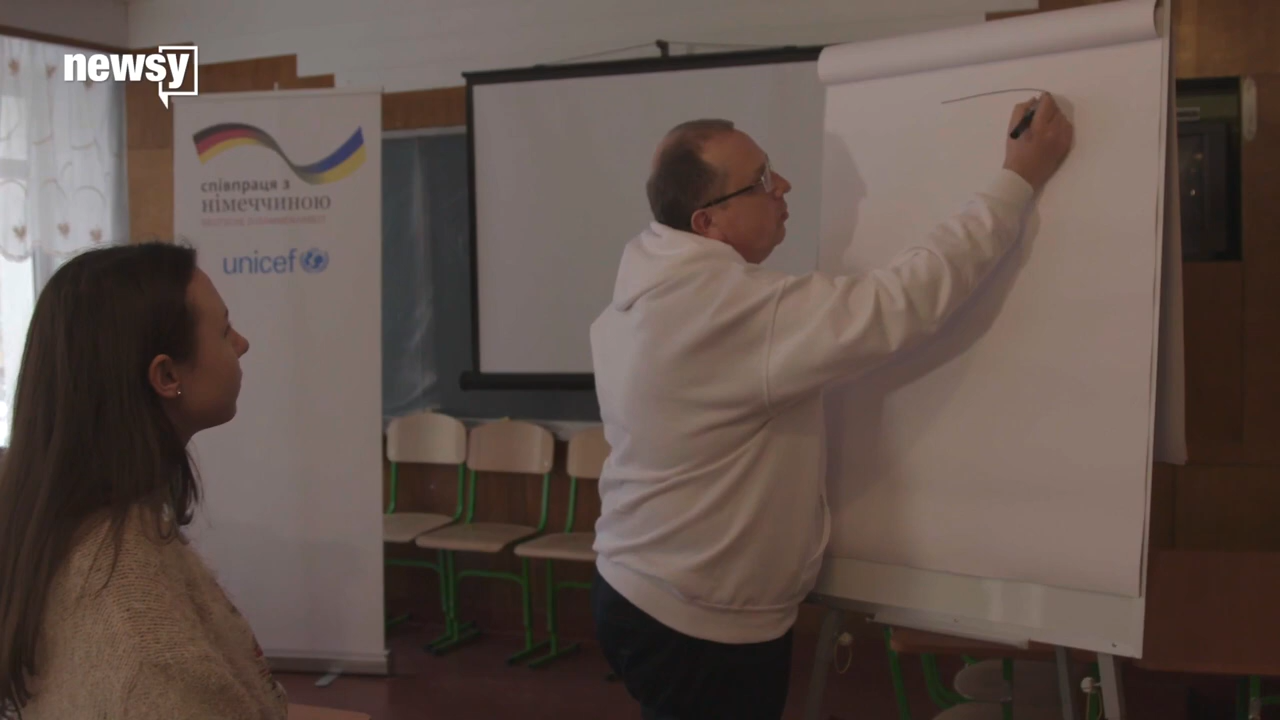 newsy
співпраця з
німеччиною
unicef